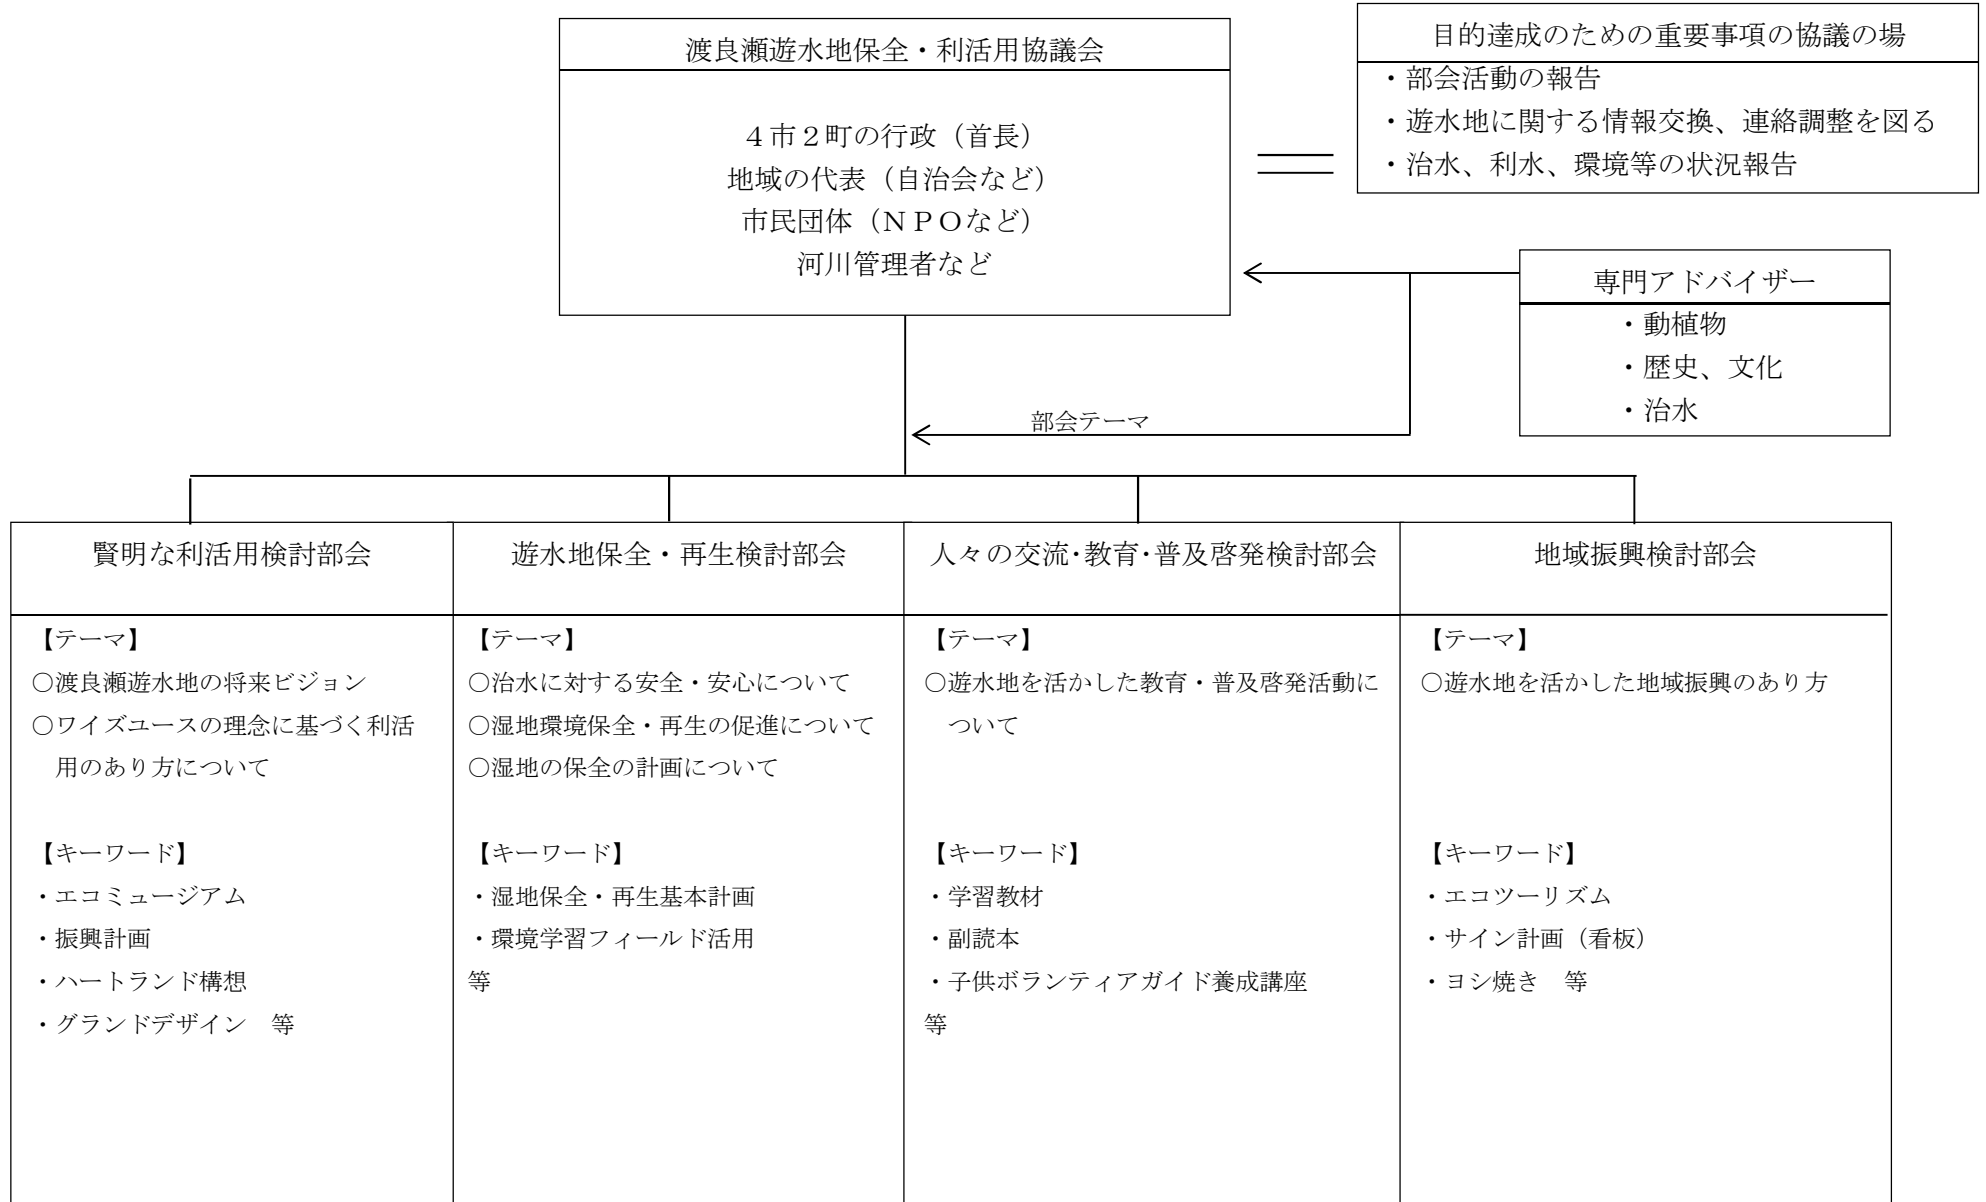 渡良瀬遊水地保全・利活用協議会
４市２町の行政（首長）
地域の代表（自治会など）
市民団体（ＮＰＯなど）
河川管理者など
目的達成のための重要事項の協議の場
・部会活動の報告
・遊水地に関する情報交換、連絡調整を図る
・治水、利水、環境等の状況報告
専門アドバイザー
・動植物
・歴史、文化
・治水
部会テーマ
賢明な利活用検討部会
【テーマ】
○渡良瀬遊水地の将来ビジョン
○ワイズユースの理念に基づく利活
用のあり方について
【キーワード】
・エコミュージアム
・振興計画
・ハートランド構想
・グランドデザイン　等
遊水地保全・再生検討部会
【テーマ】
○治水に対する安全・安心について
○湿地環境保全・再生の促進について
○湿地の保全の計画について
【キーワード】
・湿地保全・再生基本計画
・環境学習フィールド活用
等
人々の交流･教育･普及啓発検討部会
【テーマ】
○遊水地を活かした教育・普及啓発活動に
ついて
【キーワード】
・学習教材
・副読本
・子供ボランティアガイド養成講座
等
地域振興検討部会
【テーマ】
○遊水地を活かした地域振興のあり方
【キーワード】
・エコツーリズム
・サイン計画（看板）
・ヨシ焼き　等